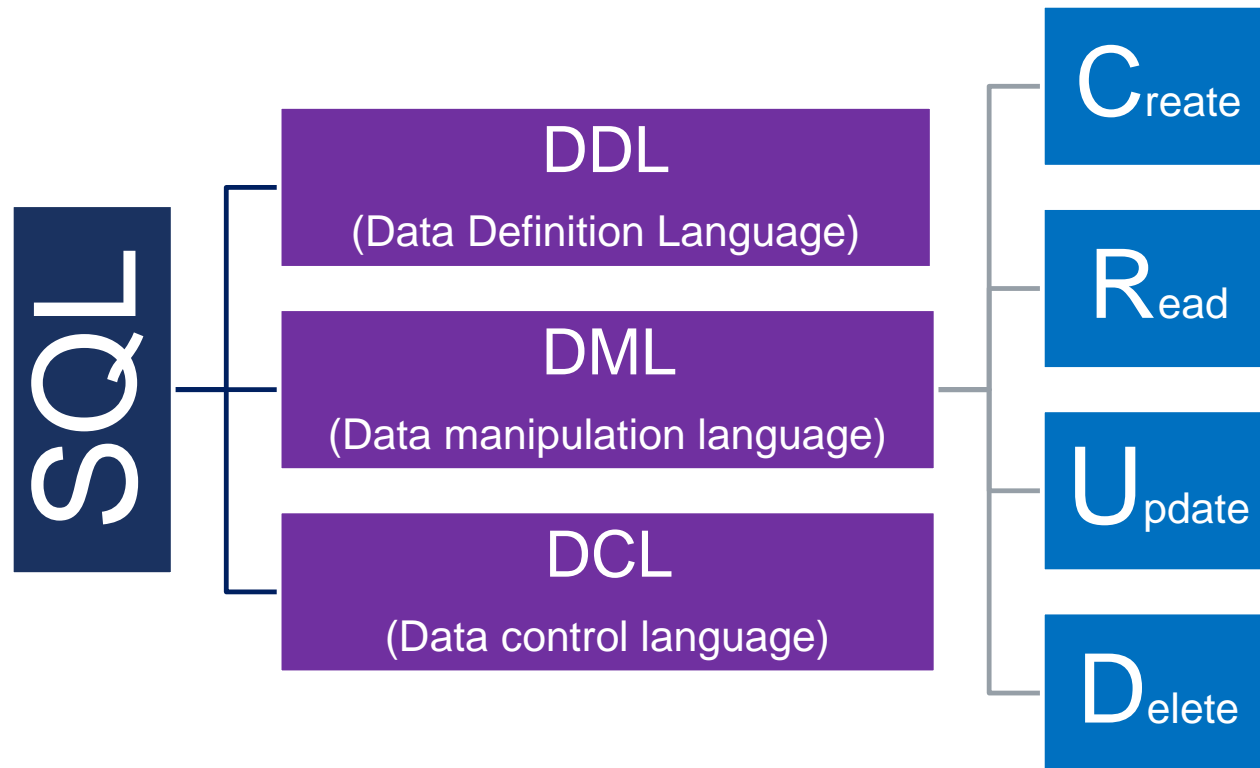 SQL
DDL
(Data Definition Language)
DML
(Data manipulation language)
DCL
(Data control language)
Create
Read
Update
Delete